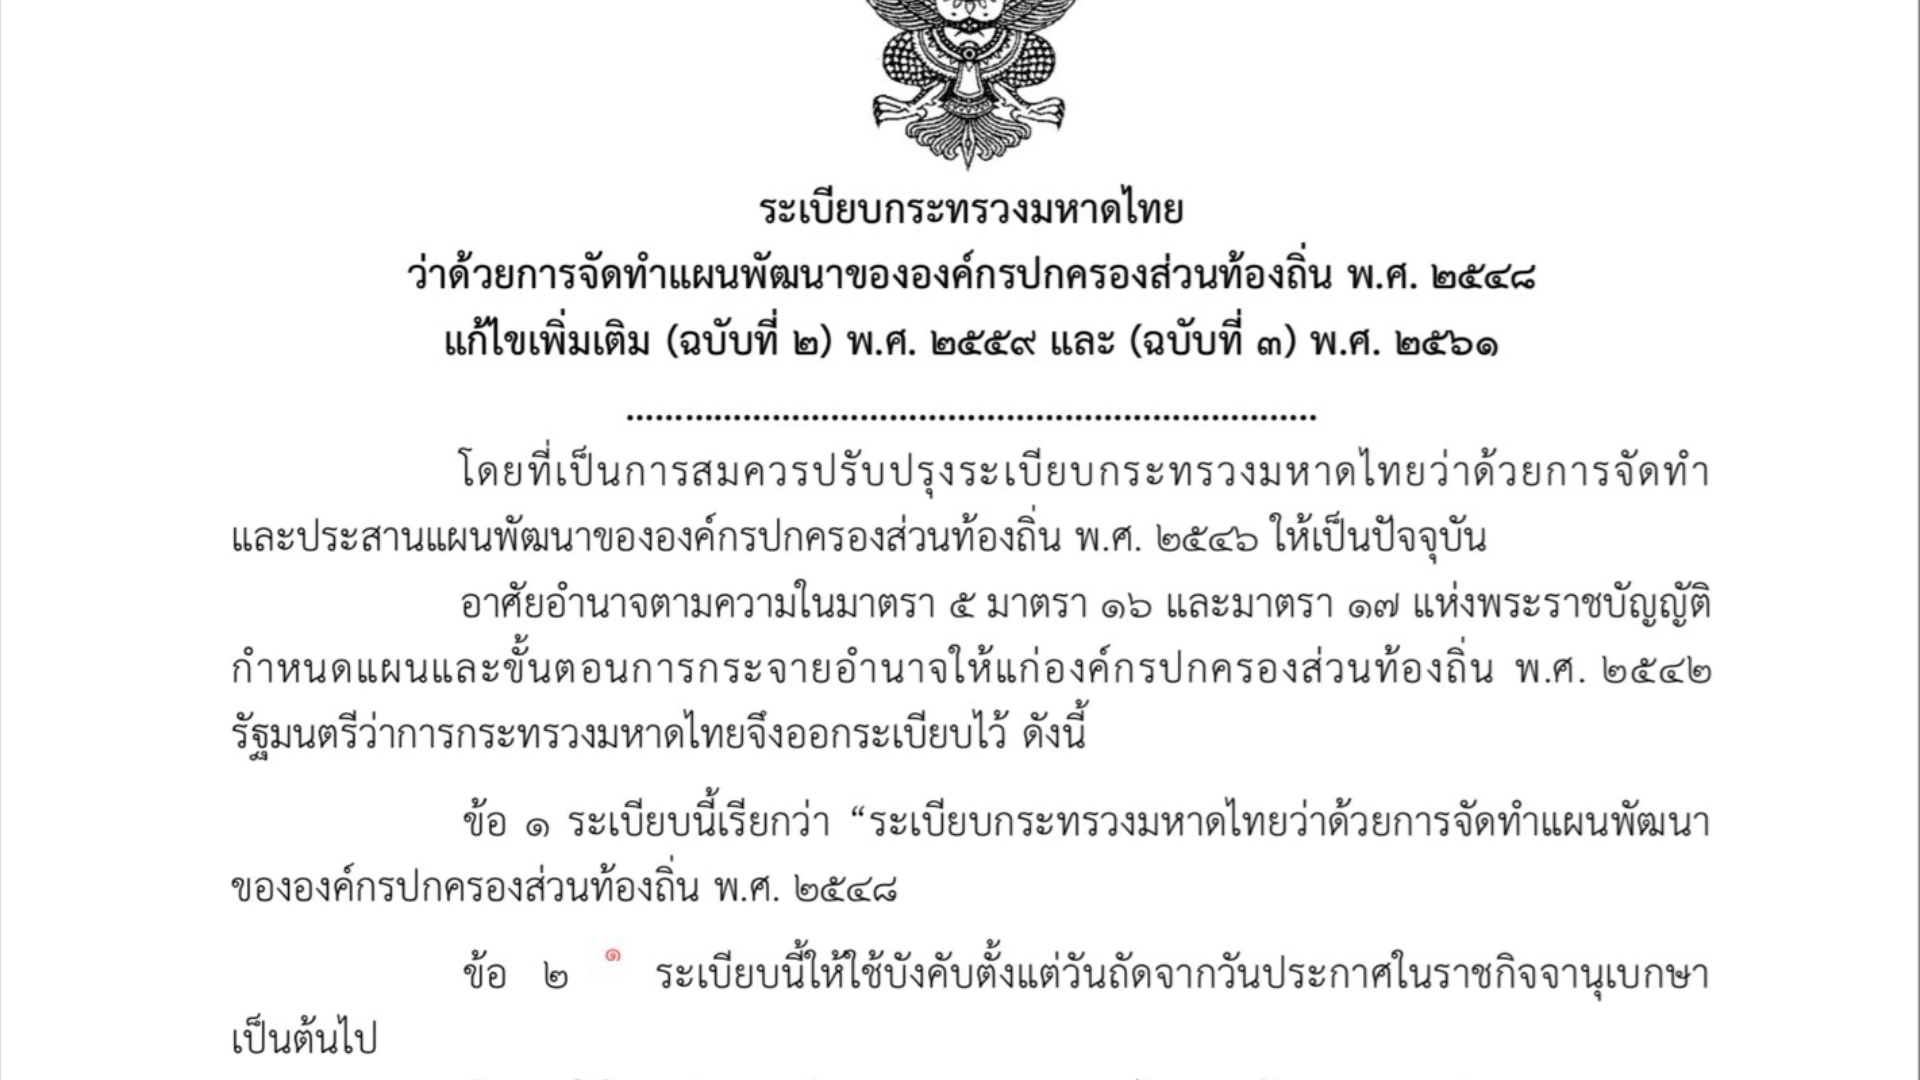 ระเบียบกระทรวงมหาดไทย
ว่าด้วยการจัดทำแผนพัฒนาขององค์กรปกครองส่วนท้องถิ่น พ.ศ. ๒๕๔๘
แก้ไขเพิ่มเติม (ฉบับที่ ๒) พ.ศ. ๒๕๕๙ และ (ฉบับที่ ๓) พ.ศ. ๒๕๖๑
........................................................................
โดยที่เป็นการสมควรปรับปรุงระเบียบกระทรวงมหาดไทยว่าด้วยการจัดทำ
และประสานแผนพัฒนาขององค์กรปกครองส่วนท้องถิ่น พ.ศ. ๒๕๔๖ ให้เป็นปัจจุบัน
อาศัยอำนาจตามความในมาตรา ๕ มาตรา ๑๖ และมาตรา ๑๗ แห่งพระราชบัญญัติ
กำหนดแผนและขั้นตอนการกระจายอำนาจให้แก่องค์กรปกครองส่วนท้องถิ่น พ.ศ. ๒๕๔๒
รัฐมนตรีว่าการกระทรวงมหาดไทยจึงออกระเบียบไว้ ดังนี้
ข้อ ๑ ระเบียบนี้เรียกว่า “ระเบียบกระทรวงมหาดไทยว่าด้วยการจัดทำแผนพัฒนา
ขององค์กรปกครองส่วนท้องถิ่น พ.ศ. ๒๕๔๘
ข้อ ๒ ๑ ระเบียบนี้ให้ใช้บังคับตั้งแต่วันถัดจากวันประกาศในราชกิจจานุเบกษา
เป็นต้นไป